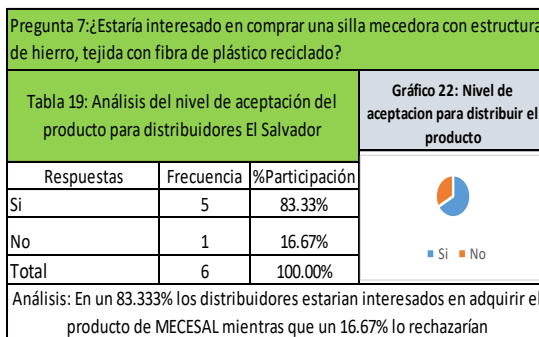 Pregunta 7:¿Estaría interesado en comprar una silla mecedora con estructura
de hierro, tejida con fibra de plástico reciclado?
Tabla 19: Análisis del nivel de aceptación del
producto para distribuidores El Salvador
Gráfico 22: Nivel de
aceptacion para distribuir el
producto
Respuestas Frecuencia %Participación
Si 5 83.33%
No 1 16.67%
Total 6 100.00%
Si No
Análisis: En un 83.333% los distribuidores estarian interesados en adquirir el
producto de MECESAL mientras que un 16.67% lo rechazarían